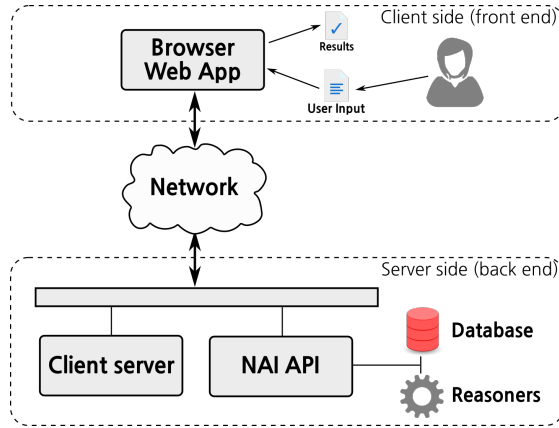 Client side (front end)
Browser
Web App
Results
User Input
Network
Server side (back end)
Client server
NAI API
Database
Reasoners